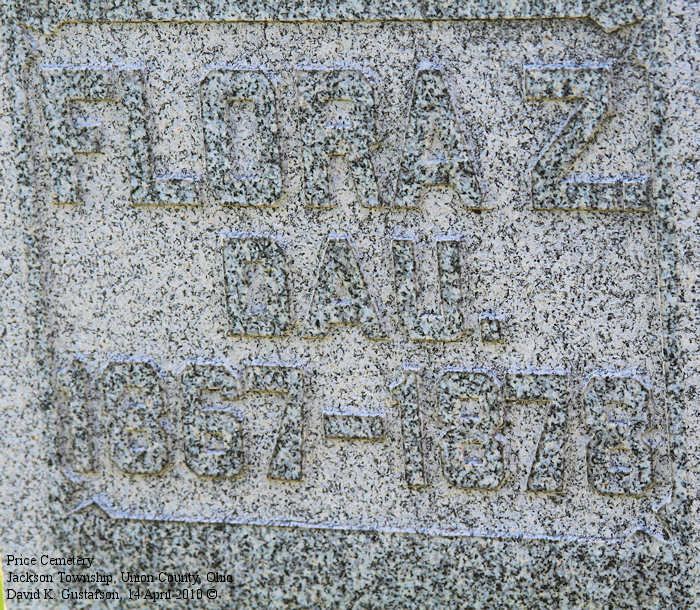 FLORA Z.
DAU.
1867-1878
Price Cemetery
Jackson Township, Union County, Ohio
David K. Gustafson, 14 April 2010 ©